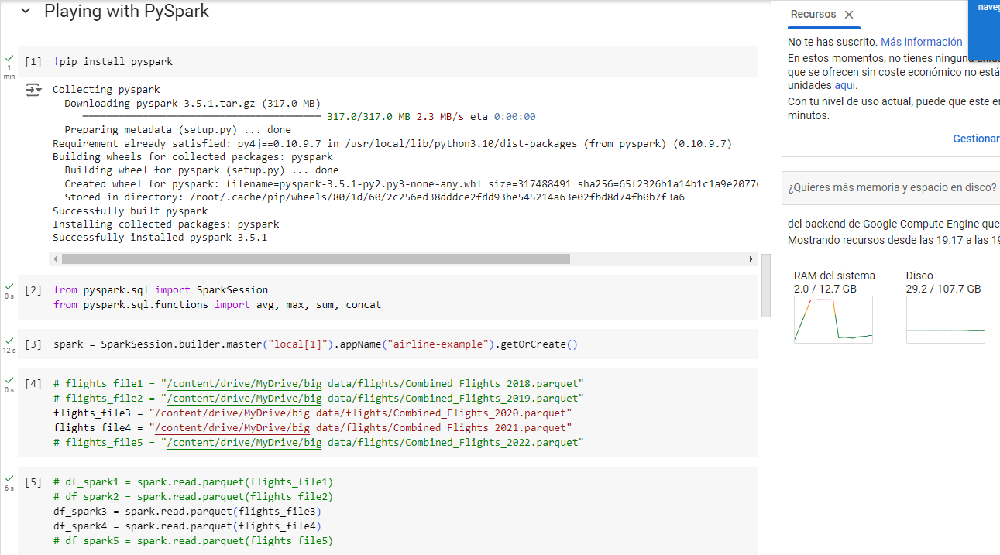 Playing with PySpark
[1] !pip install pyspark
1
min
Collecting pyspark
Downloading pyspark-3.5.1.tar.gz (317.0 MB)
317.0/317.0 MB 2.3 MB/s eta 0:00:00
Preparing metadata (setup.py) ... done
Requirement already satisfied: py4j==0.10.9.7 in /usr/local/lib/python3.10/dist-packages (from pyspark) (0.10.9.7)
Building wheels for collected packages: pyspark
Building wheel for pyspark (setup.py) ... done
Created wheel for pyspark: filename=pyspark-3.5.1-py2.py3-none-any.whl size=317488491 sha256=65f2326b1a14b1c1a9e2077
Stored in directory: /root/.cache/pip/wheels/80/1d/60/2c256ed38dddce2fdd93be545214a63e02fbd8d74fb0b7f3a6
Successfully built pyspark
Installing collected packages: pyspark
Successfully installed pyspark-3.5.1
[2] from pyspark.sql import SparkSession
0 s
from pyspark.sql.functions import avg, max, sum, concat
[3] spark = SparkSession.builder.master("local[1]").appName("airline-example").getOrCreate()
12 s
[4] # flights_file1 = "/content/drive/MyDrive/big data/flights/Combined_Flights_2018.parquet"
0 s
# flights_file2 = "/content/drive/MyDrive/big data/flights/Combined_Flights_2019.parquet"
flights_file3 = "/content/drive/MyDrive/big data/flights/Combined_Flights_2020.parquet"
flights_file4 = "/content/drive/MyDrive/big data/flights/Combined_Flights_2021.parquet"
# flights_file5 = "/content/drive/MyDrive/big data/flights/Combined_Flights_2022.parquet"
[5] # df_spark1 = spark.read.parquet(flights_file1)
6 s
# df_spark2 = spark.read.parquet(flights_file2)
df_spark3 = spark.read.parquet(flights_file3)
df_spark4 = spark.read.parquet(flights_file4)
# df_spark5 = spark.read.parquet(flights_file5)
naveg
Recursos
No te has suscrito. Más información
En estos momentos, no tienes ninguna
que se ofrecen sin coste económico no está
unidades aquí.
Con tu nivel de uso actual, puede que este
minutos.
Gestionar
¿Quieres más memoria y espacio en disco?
del backend de Google Compute Engine que
Mostrando recursos desde las 19:17 a las
RAM del sistema
2.0 / 12.7 GB
Disco
29.2 / 107.7 GB